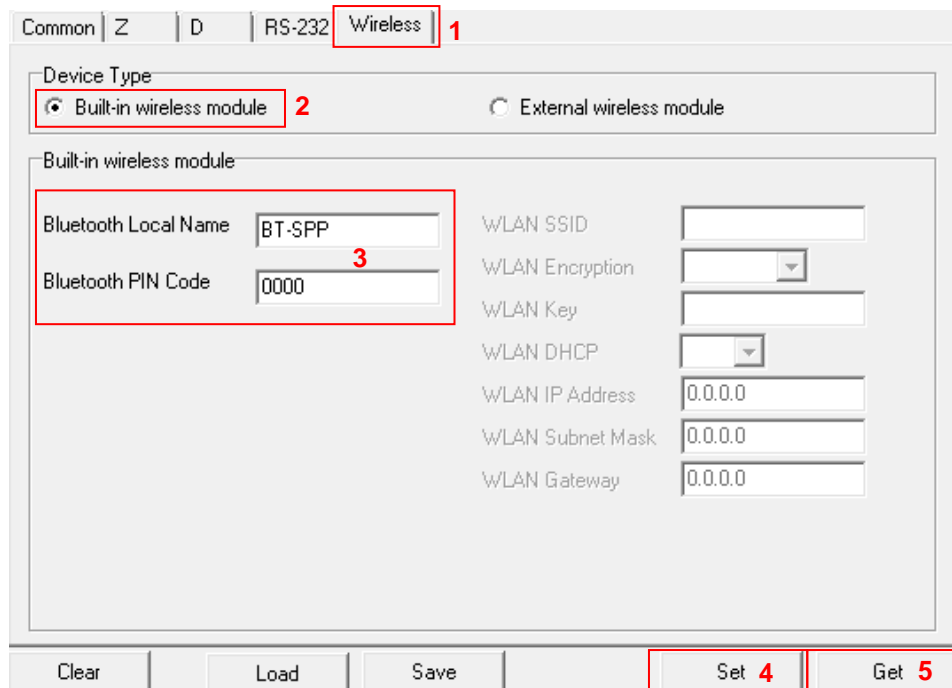 Common Z D RS-232 Wireless 1
Device Type
Built-in wireless module 2 External wireless module
Built-in wireless module
Bluetooth Local Name BT-SPP WLAN SSID
3
WLAN Encryption
Bluetooth PIN Code 0000
WLAN Key
WLAN DHCP
WLAN IP Address 0.0.0.0
WLAN Subnet Mask 0.0.0.0
WLAN Gateway 0.0.0.0
Clear Load Save Set 4 Get 5